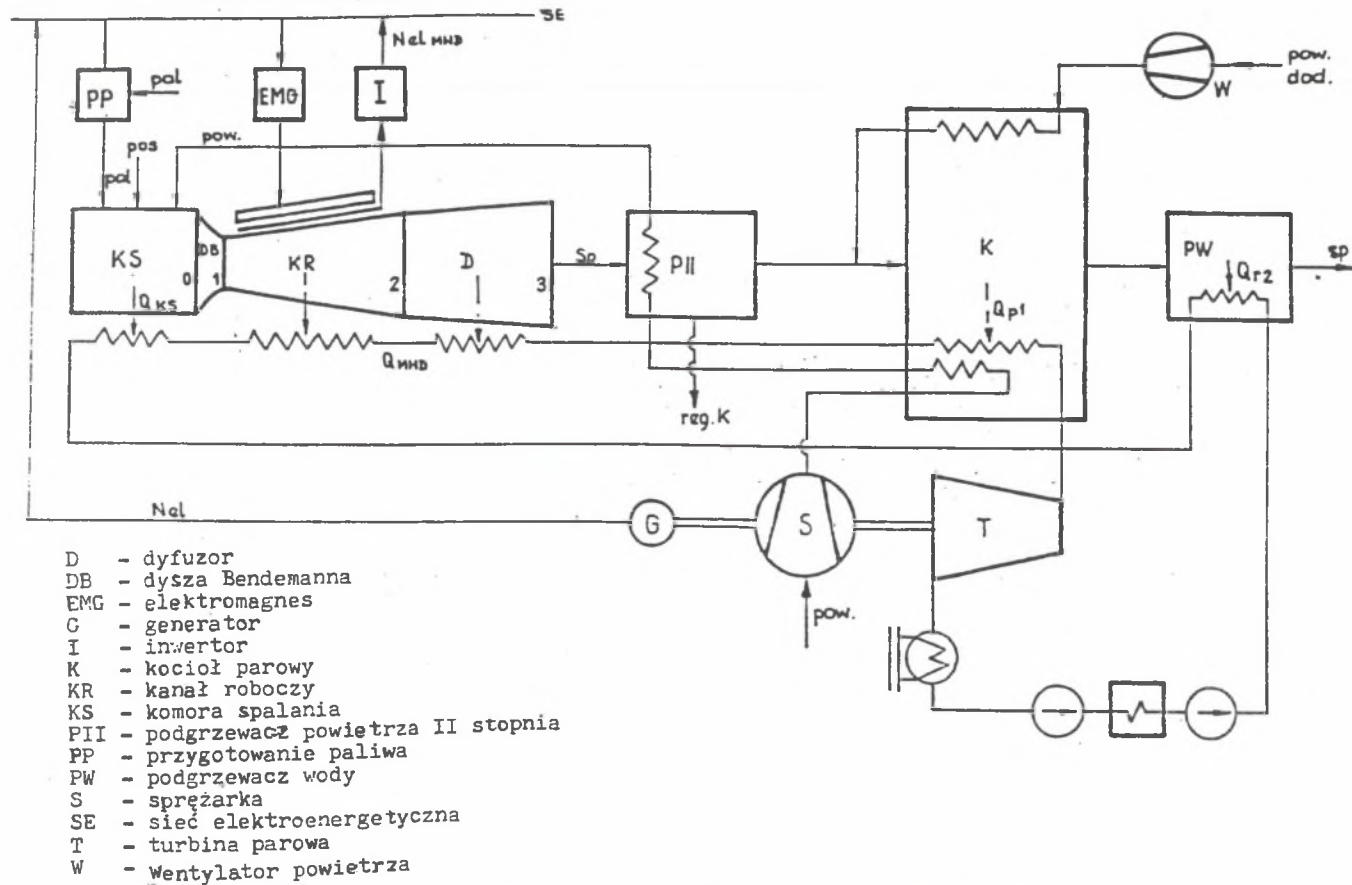 SE
Nel MHD
pow. dod.
W
PP
pal
EMG
I
pow.
pos
pal
KS
DB
0
1
KR
2
D
3
Sp
PII
K
PW
Qr2
sp
QKS
QMHD
Qp1
reg.K
Nel
G
S
T
pow.
D - dyfuzor
DB - dysza Bendemanna
EMG - elektromagnes
G - generator
I - inwertor
K - kocioł parowy
KR - kanał roboczy
KS - komora spalania
PII - podgrzewacz powietrza II stopnia
PP - przygotowanie paliwa
PW - podgrzewacz wody
S - sprężarka
SE - sieć elektroenergetyczna
T - turbina parowa
W - Wentylator powietrza